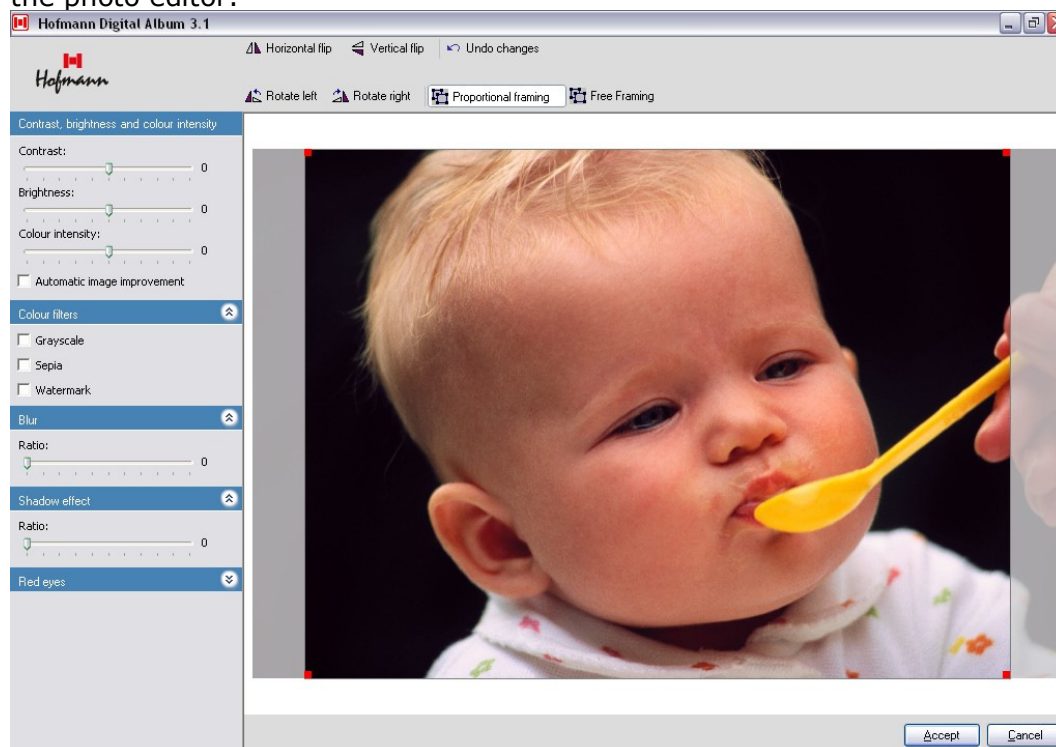 the photo editor.
Hofmann Digital Album 3.1
Horizontal flip Vertical flip Undo changes
Hofmann
Rotate left Rotate right Proportional framing Free Framing
Contrast, brightness and colour intensity
Contrast:
0
Brightness:
0
Colour intensity:
0
Automatic image improvement
Colour filters
Grayscale
Sepia
Watermark
Blur
Ratio:
0
Shadow effect
Ratio:
0
Red eyes
Accept Cancel